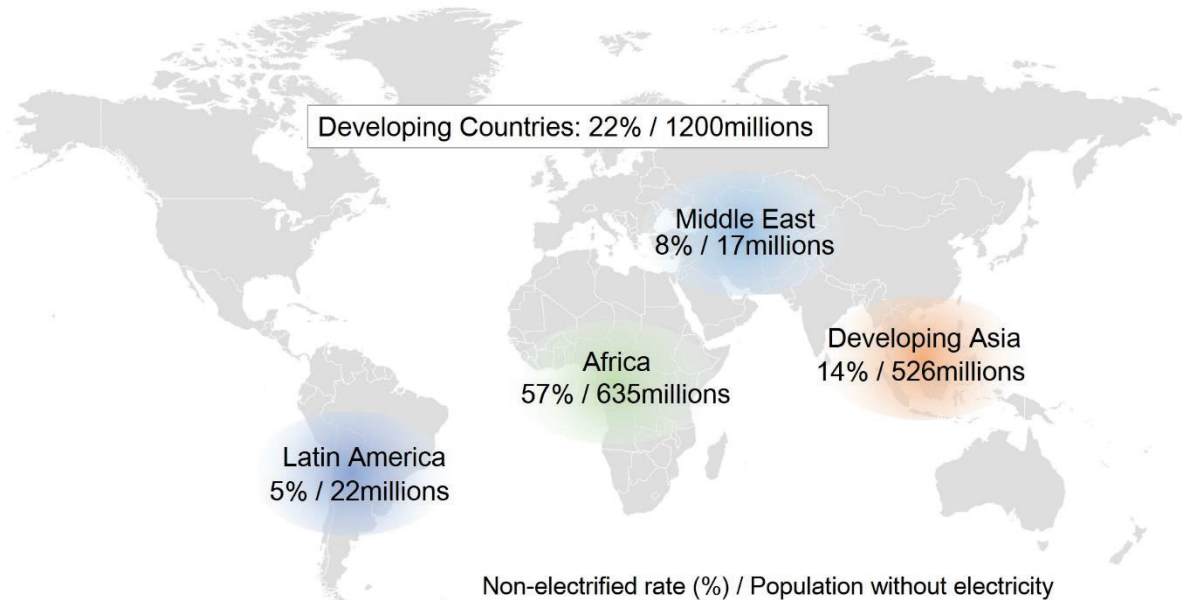 Developing Countries: 22% / 1200millions
Middle East
8% / 17millions
Developing Asia
14% / 526millions
Africa
57% / 635millions
Latin America
5% / 22millions
Non-electrified rate (%) / Population without electricity